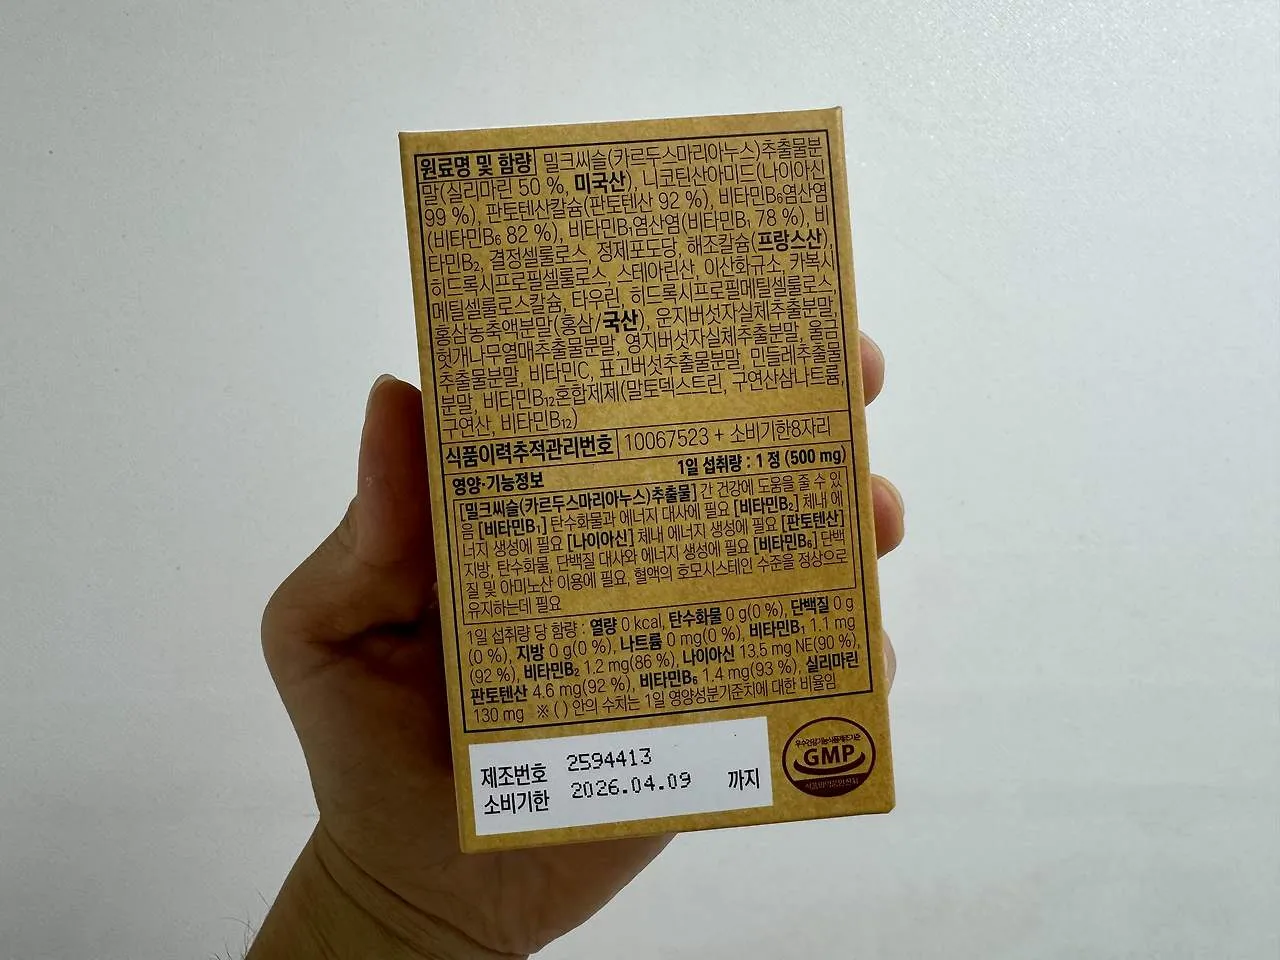 원료명 및 함량 밀크씨슬(카르두스마리아누스)추출물분
말(실리마린 50 %, 미국산), 니코틴산아미드(나이아신
99 %), 판토텐산칼슘(판토텐산 92 %), 비타민B₆염산염
(비타민B₆ 82 %), 비타민B₁염산염(비타민B₁ 78 %), 비
타민B₂, 결정셀룰로스, 정제포도당, 해조칼슘(프랑스산),
히드록시프로필셀룰로스, 스테아린산, 이산화규소, 카복시
메틸셀룰로스칼슘, 타우린, 히드록시프로필메틸셀룰로스
홍삼농축액분말(홍삼/국산), 운지버섯자실체추출분말,
헛개나무열매추출물분말, 영지버섯자실체추출분말, 울금
추출물분말, 비타민C, 표고버섯추출물분말, 민들레추출물
분말, 비타민B₁₂혼합제제(말토덱스트린, 구연산삼나트륨,
구연산, 비타민B₁₂)
식품이력추적관리번호 10067523 + 소비기한8자리
영양·기능정보 1일 섭취량 : 1 정 (500 mg)
[밀크씨슬(카르두스마리아누스)추출물] 간 건강에 도움을 줄 수 있
음 [비타민B₁] 탄수화물과 에너지 대사에 필요 [비타민B₂] 체내 에
너지 생성에 필요 [나이아신] 체내 에너지 생성에 필요 [판토텐산]
지방, 탄수화물, 단백질 대사와 에너지 생성에 필요 [비타민B₆] 단백
질 및 아미노산 이용에 필요, 혈액의 호모시스테인 수준을 정상으로
유지하는데 필요
1일 섭취량 당 함량 : 열량 0 kcal, 탄수화물 0 g(0 %), 단백질 0 g
(0 %), 지방 0 g(0 %), 나트륨 0 mg(0 %), 비타민B₁ 1.1 mg
(92 %), 비타민B₂ 1.2 mg(86 %), 나이아신 13.5 mg NE(90 %),
판토텐산 4.6 mg(92 %), 비타민B₆ 1.4 mg(93 %), 실리마린
130 mg ※ ( ) 안의 수치는 1일 영양성분기준치에 대한 비율임
제조번호 2594413
소비기한 2026.04.09 까지
우수건강기능식품제조기준
GMP
식품의약품안전처